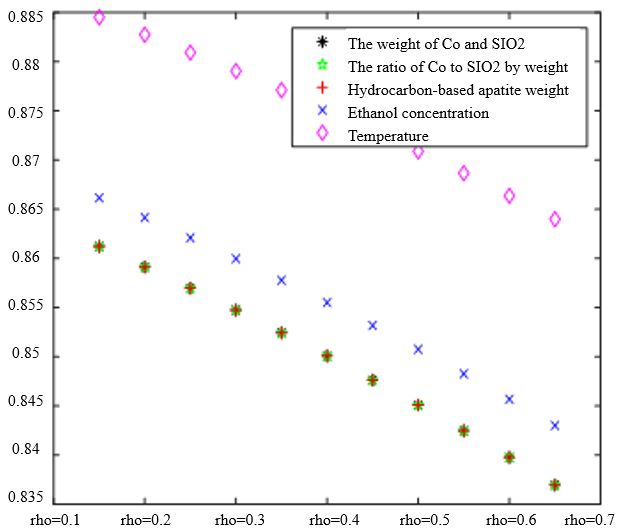 0.885
0.88
0.875
0.87
0.865
0.86
0.855
0.85
0.845
0.84
0.835
The weight of Co and SIO2
The ratio of Co to SIO2 by weight
Hydrocarbon-based apatite weight
Ethanol concentration
Temperature
rho=0.1 rho=0.2 rho=0.3 rho=0.4 rho=0.5 rho=0.6 rho=0.7